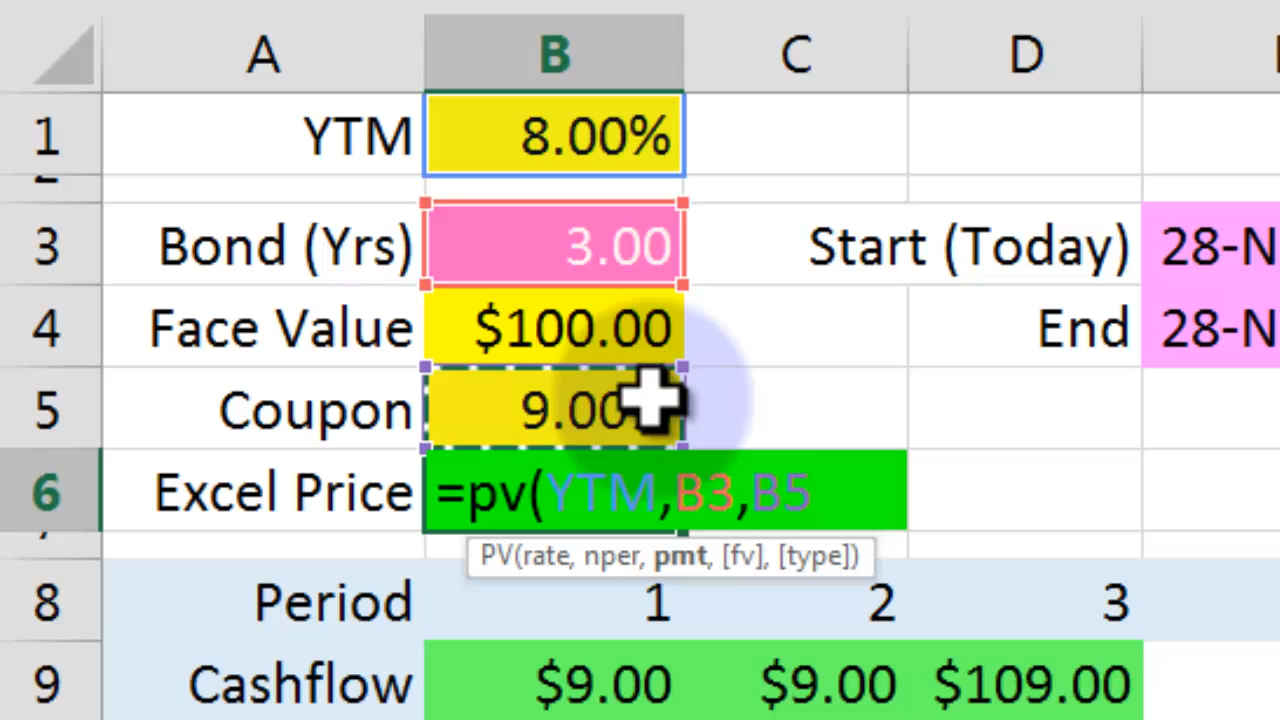 A B C D
1 YTM 8.00%
3 Bond (Yrs) 3.00 Start (Today) 28-N
4 Face Value $100.00 End 28-N
5 Coupon 9.00
6 Excel Price =pv(YTM,B3,B5
PV(rate, nper, pmt, [fv], [type])
8 Period 1 2 3
9 Cashflow $9.00 $9.00 $109.00